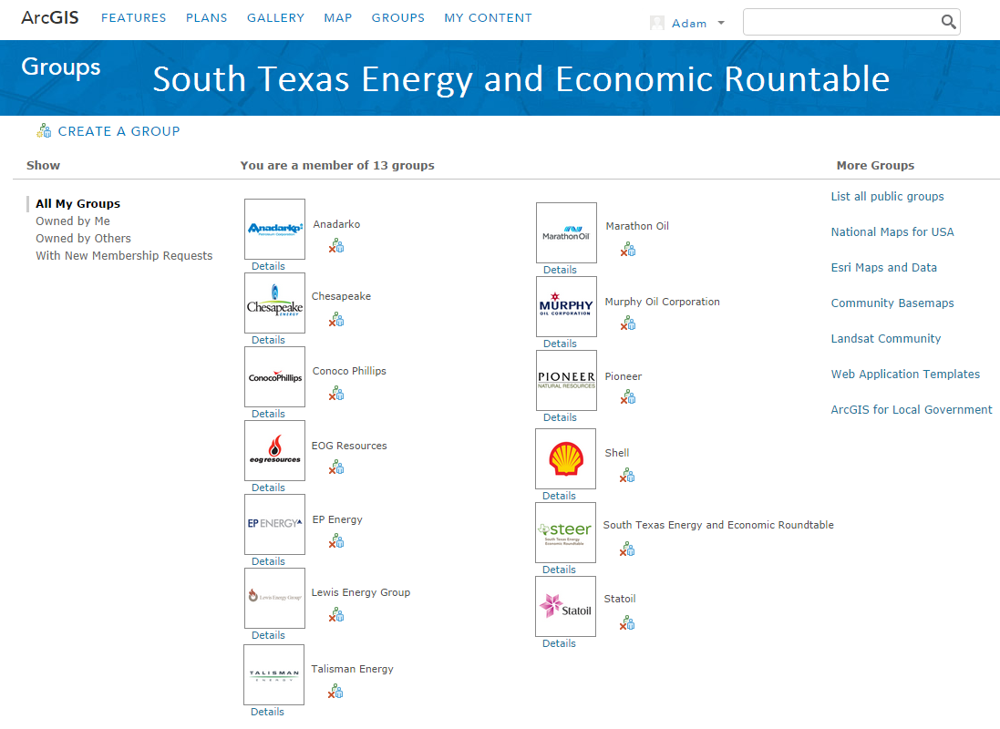 ArcGIS FEATURES PLANS GALLERY MAP GROUPS MY CONTENT Adam
Groups
South Texas Energy and Economic Rountable
CREATE A GROUP
Show
All My Groups
Owned by Me
Owned by Others
With New Membership Requests
You are a member of 13 groups
Anadarko
Petroleum Corporation
Anadarko
Details
Chesapeake
ENERGY
Chesapeake
Details
ConocoPhillips
Conoco Phillips
Details
eog resources
EOG Resources
Details
EP ENERGY
EP Energy
Details
Lewis Energy Group
Lewis Energy Group
Details
TALISMAN
ENERGY
Talisman Energy
Details
Marathon Oil
Marathon Oil
Details
MURPHY
OIL CORPORATION
Murphy Oil Corporation
Details
PIONEER
NATURAL RESOURCES
Pioneer
Details
Shell
Details
steer
South Texas Energy
Economic Roundtable
South Texas Energy and Economic Roundtable
Details
Statoil
Statoil
Details
More Groups
List all public groups
National Maps for USA
Esri Maps and Data
Community Basemaps
Landsat Community
Web Application Templates
ArcGIS for Local Government